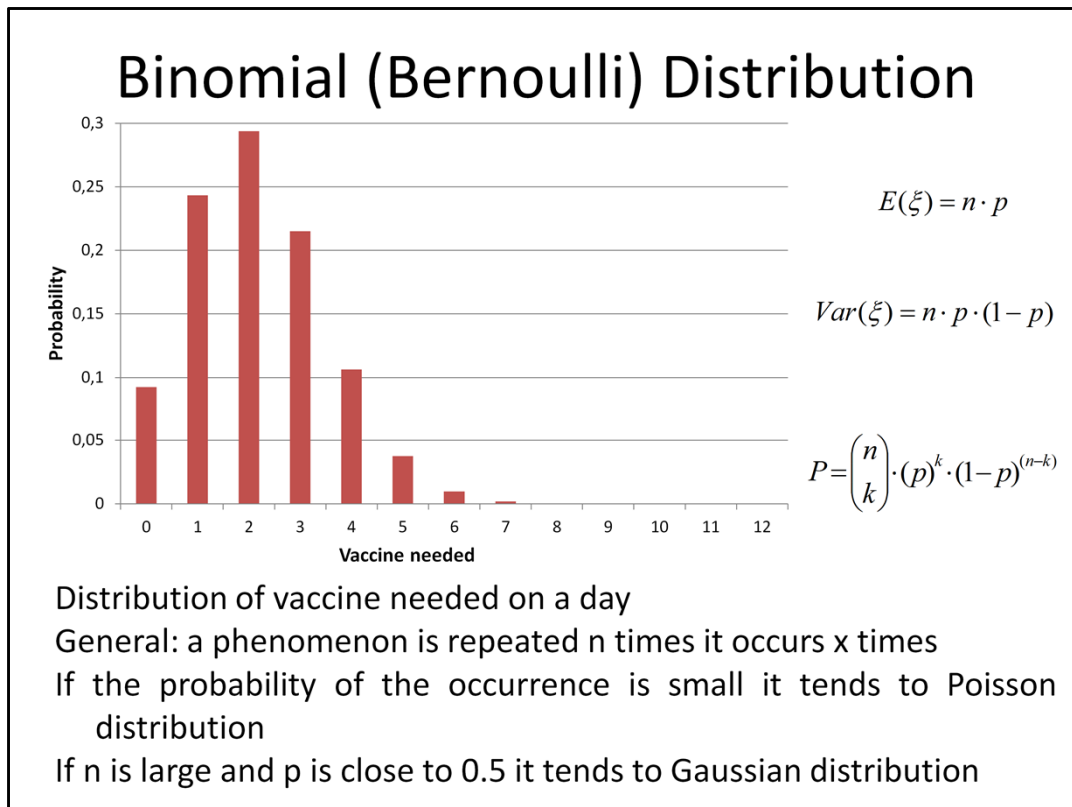 Binomial (Bernoulli) Distribution
0,3
0,25
0,2
0,15
0,1
0,05
0
Probability
0 1 2 3 4 5 6 7 8 9 10 11 12
Vaccine needed
E(ξ) = n · p
Var(ξ) = n · p · (1 − p)
P = (n k) · (p)^k · (1 − p)^(n−k)
Distribution of vaccine needed on a day
General: a phenomenon is repeated n times it occurs x times
If the probability of the occurrence is small it tends to Poisson
distribution
If n is large and p is close to 0.5 it tends to Gaussian distribution